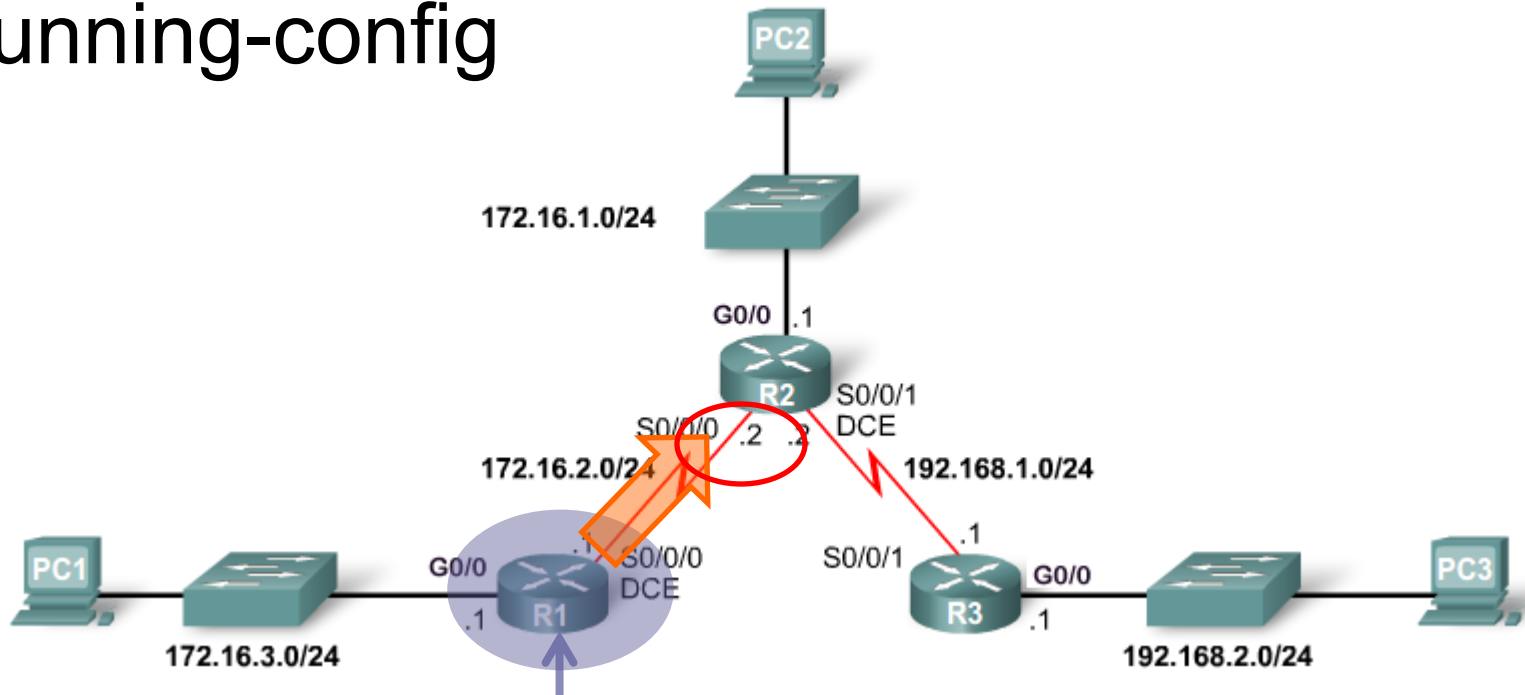 unning-config
PC2
172.16.1.0/24
G0/0 .1
R2
S0/0/1
DCE
S0/0/0 .2 .2
172.16.2.0/24
192.168.1.0/24
PC1
G0/0
.1
.1
S0/0/0
DCE
R1
172.16.3.0/24
S0/0/1
.1
R3
G0/0
.1
PC3
192.168.2.0/24